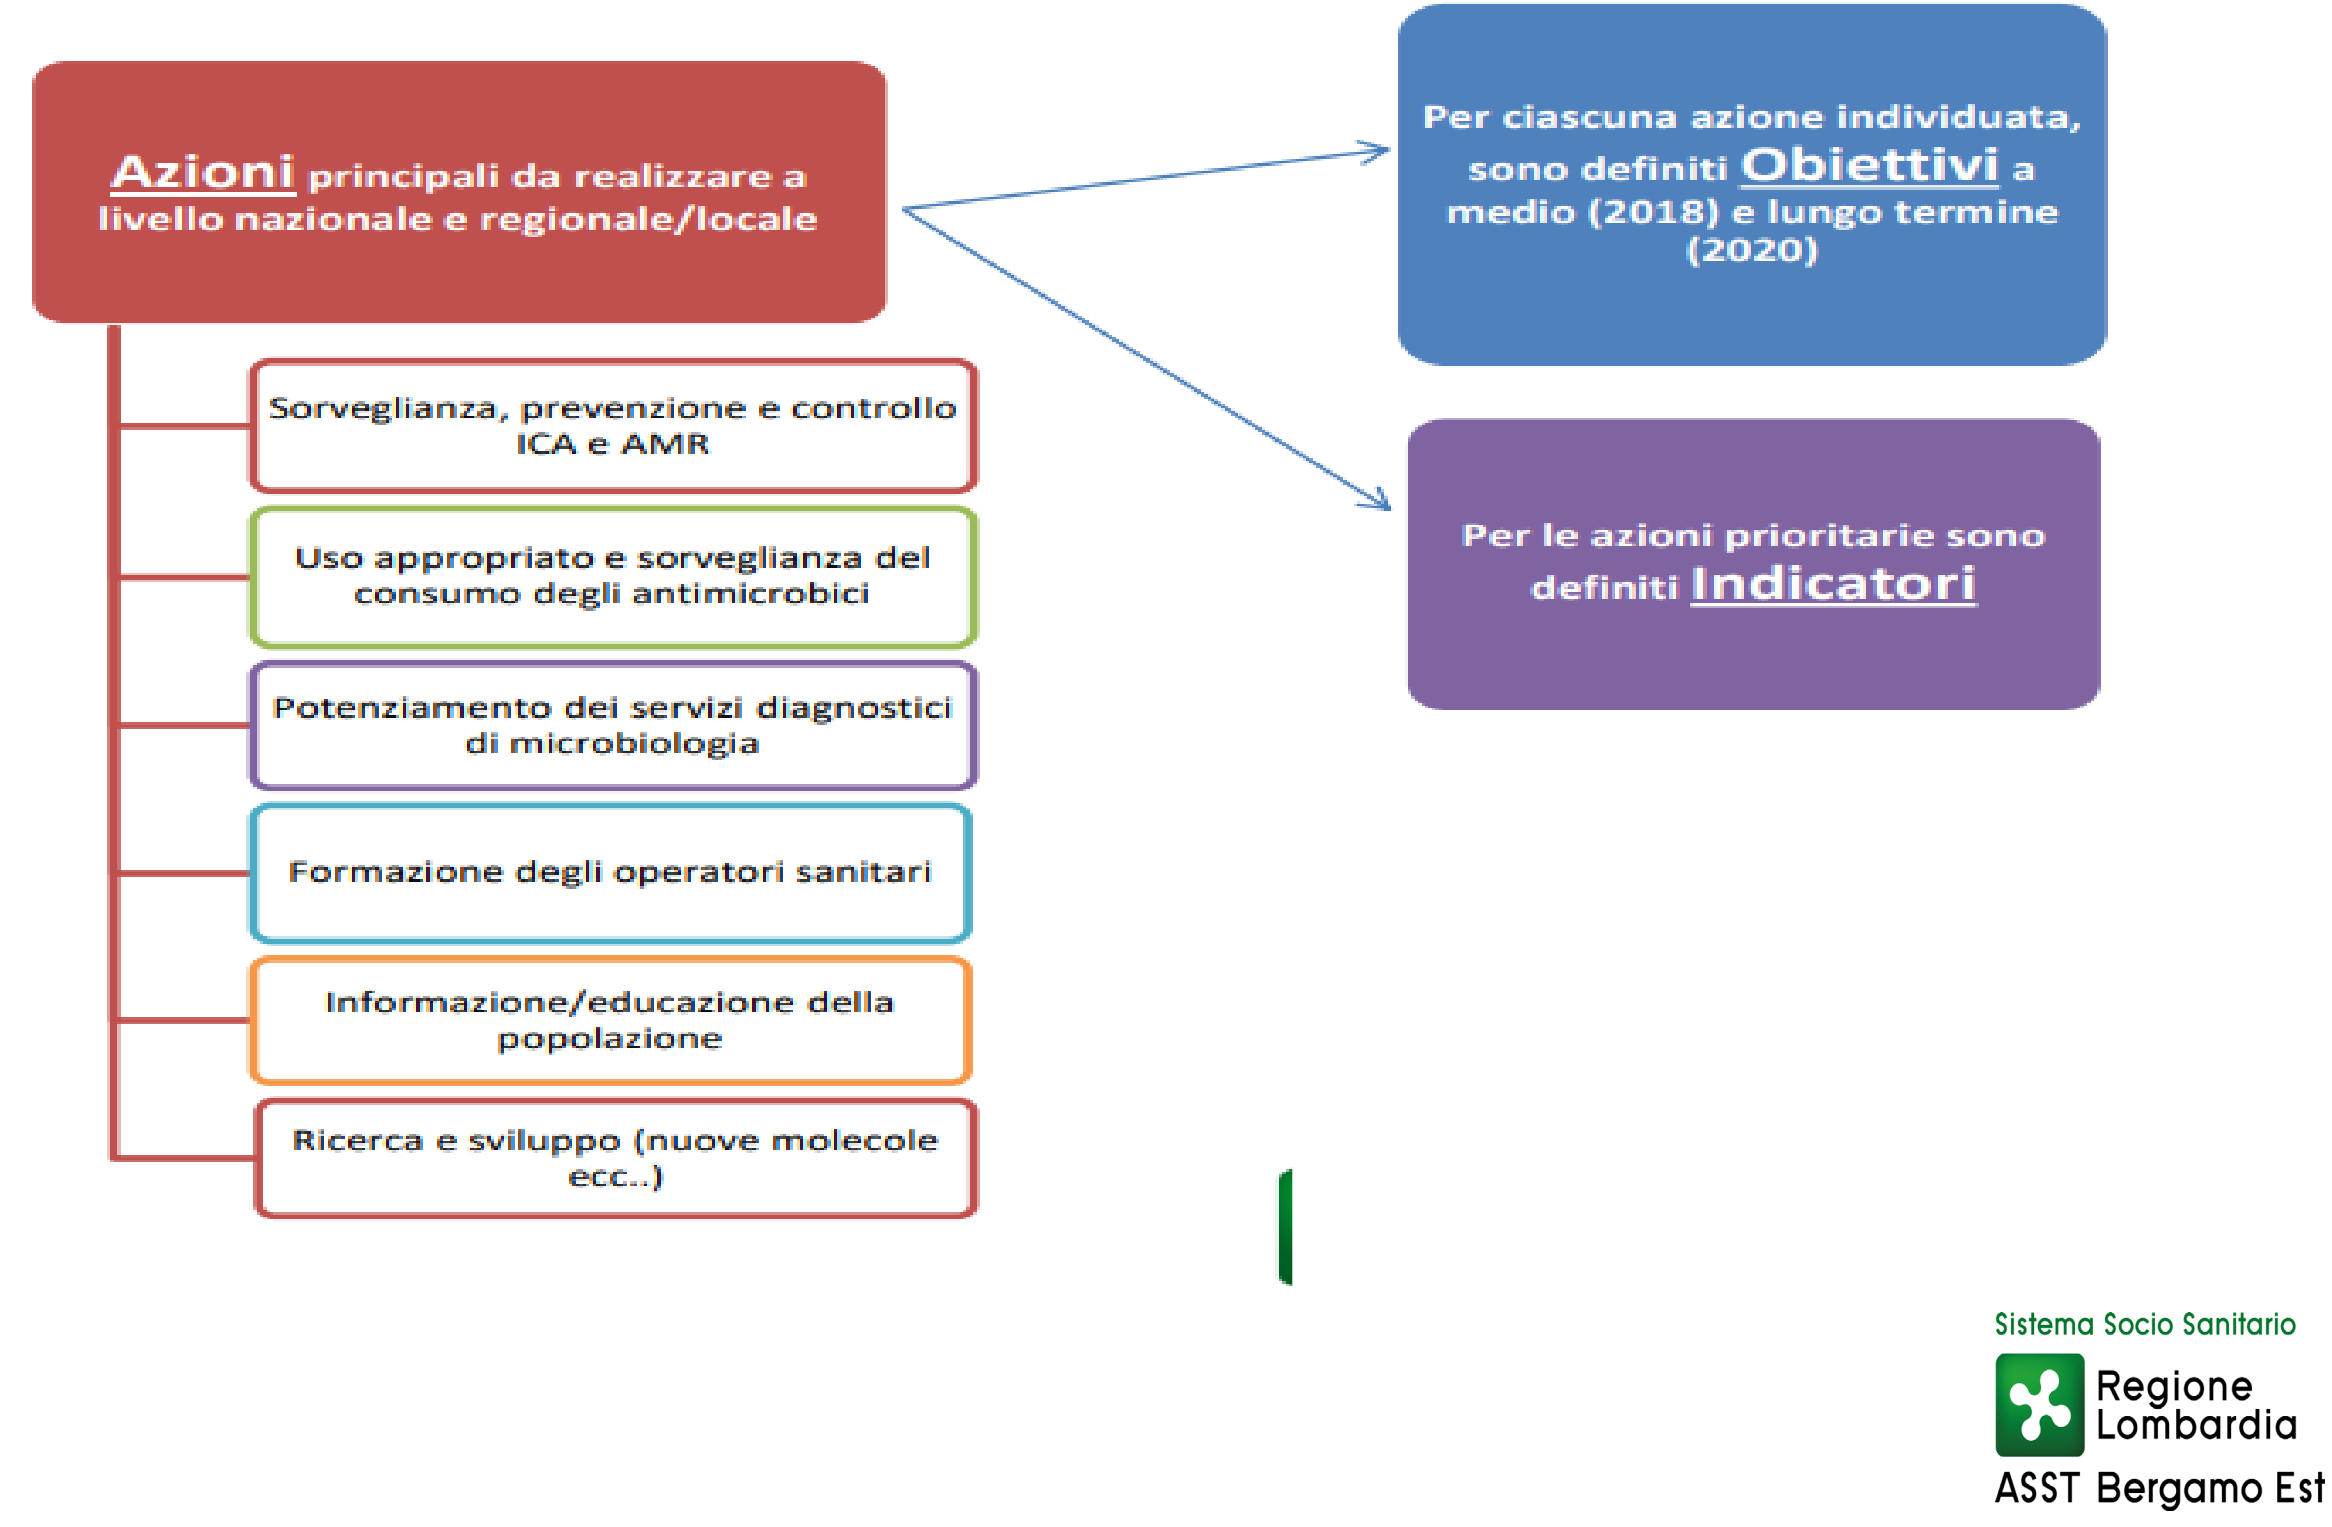 Azioni principali da realizzare a
livello nazionale e regionale/locale
Sorveglianza, prevenzione e controllo
ICA e AMR
Uso appropriato e sorveglianza del
consumo degli antimicrobici
Potenziamento dei servizi diagnostici
di microbiologia
Formazione degli operatori sanitari
Informazione/educazione della
popolazione
Ricerca e sviluppo (nuove molecole
ecc..)
Per ciascuna azione individuata,
sono definiti Obiettivi a
medio (2018) e lungo termine
(2020)
Per le azioni prioritarie sono
definiti Indicatori
Sistema Socio Sanitario
Regione
Lombardia
ASST Bergamo Est